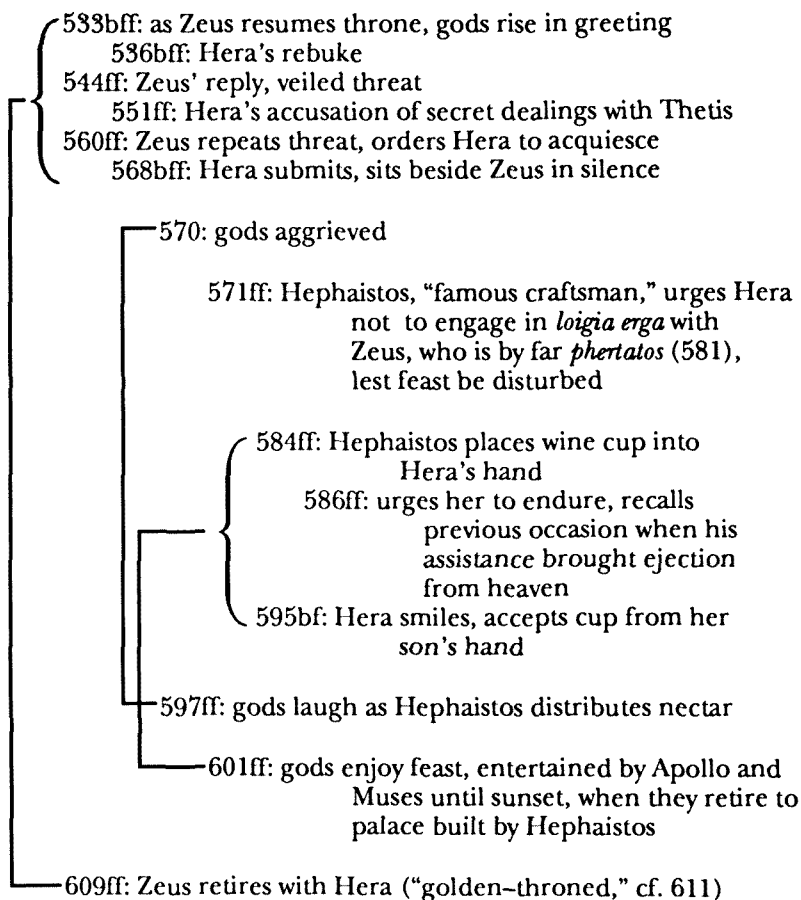 533bff: as Zeus resumes throne, gods rise in greeting
536bff: Hera's rebuke
544ff: Zeus' reply, veiled threat
551ff: Hera's accusation of secret dealings with Thetis
560ff: Zeus repeats threat, orders Hera to acquiesce
568bff: Hera submits, sits beside Zeus in silence
570: gods aggrieved
571ff: Hephaistos, “famous craftsman,” urges Hera
not to engage in loigia erga with
Zeus, who is by far phertatos (581),
lest feast be disturbed
584ff: Hephaistos places wine cup into
Hera's hand
586ff: urges her to endure, recalls
previous occasion when his
assistance brought ejection
from heaven
595bf: Hera smiles, accepts cup from her
son's hand
597ff: gods laugh as Hephaistos distributes nectar
601ff: gods enjoy feast, entertained by Apollo and
Muses until sunset, when they retire to
palace built by Hephaistos
609ff: Zeus retires with Hera (“golden–throned,” cf. 611)